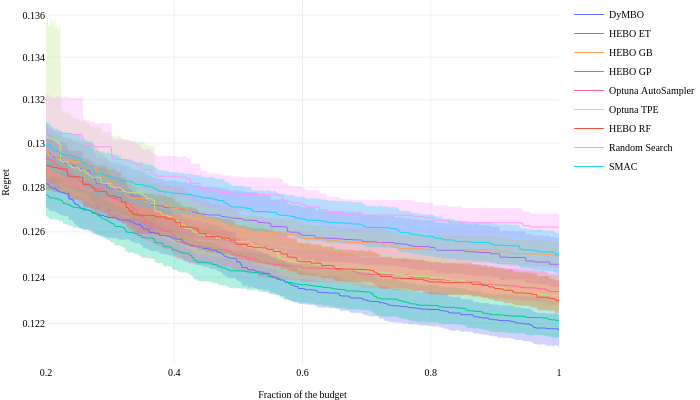 0.136
0.134
0.132
0.13
0.128
0.126
0.124
0.122
Regret
0.2
0.4
0.6
0.8
1
Fraction of the budget
DyMBO
HEBO ET
HEBO GB
HEBO GP
Optuna AutoSampler
Optuna TPE
HEBO RF
Random Search
SMAC